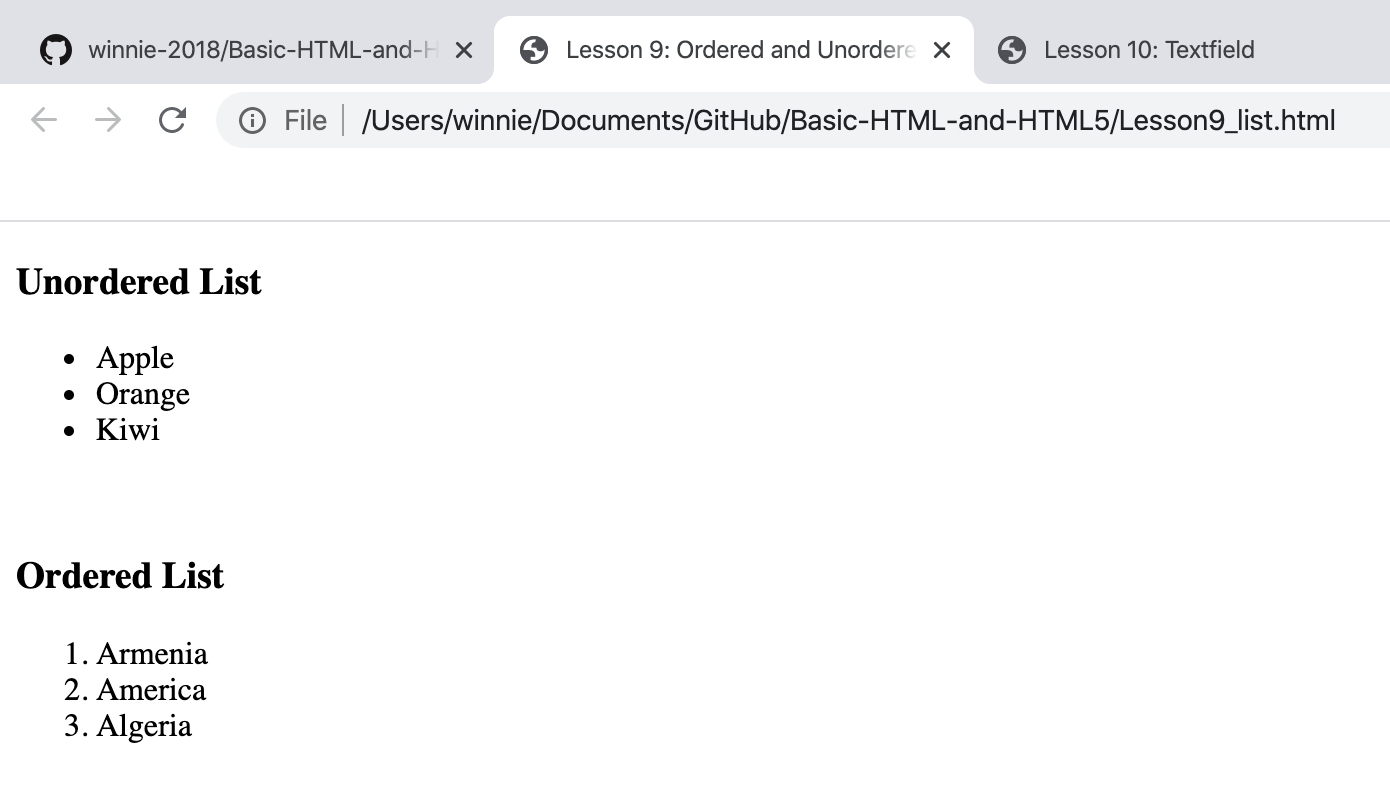 winnie-2018/Basic-HTML-and-H
Lesson 9: Ordered and Unordere
Lesson 10: Textfield
File /Users/winnie/Documents/GitHub/Basic-HTML-and-HTML5/Lesson9_list.html
Unordered List
• Apple
• Orange
• Kiwi
Ordered List
1. Armenia
2. America
3. Algeria